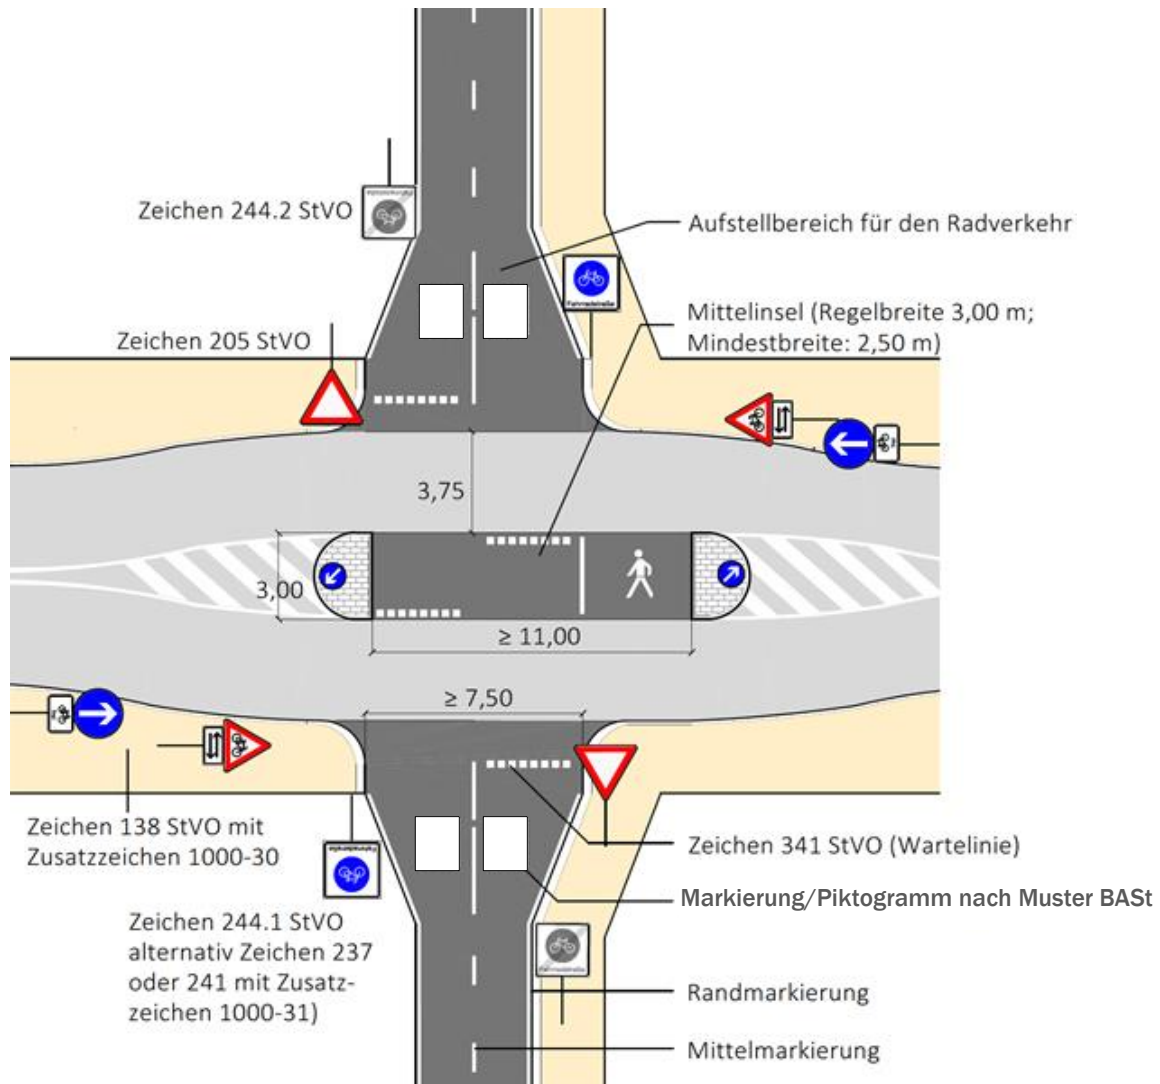 Zeichen 244.2 StVO
Aufstellbereich für den Radverkehr
Fahrradstraße
Mittelinsel (Regelbreite 3,00 m;
Mindestbreite: 2,50 m)
Zeichen 205 StVO
3,75
3,00
≥ 11,00
≥ 7,50
Zeichen 138 StVO mit
Zusatzzeichen 1000-30
Zeichen 341 StVO (Wartelinie)
Fahrradstraße
Markierung/Piktogramm nach Muster BASt
Zeichen 244.1 StVO
alternativ Zeichen 237
oder 241 mit Zusatz-
zeichen 1000-31)
Fahrradstraße
Randmarkierung
Mittelmarkierung